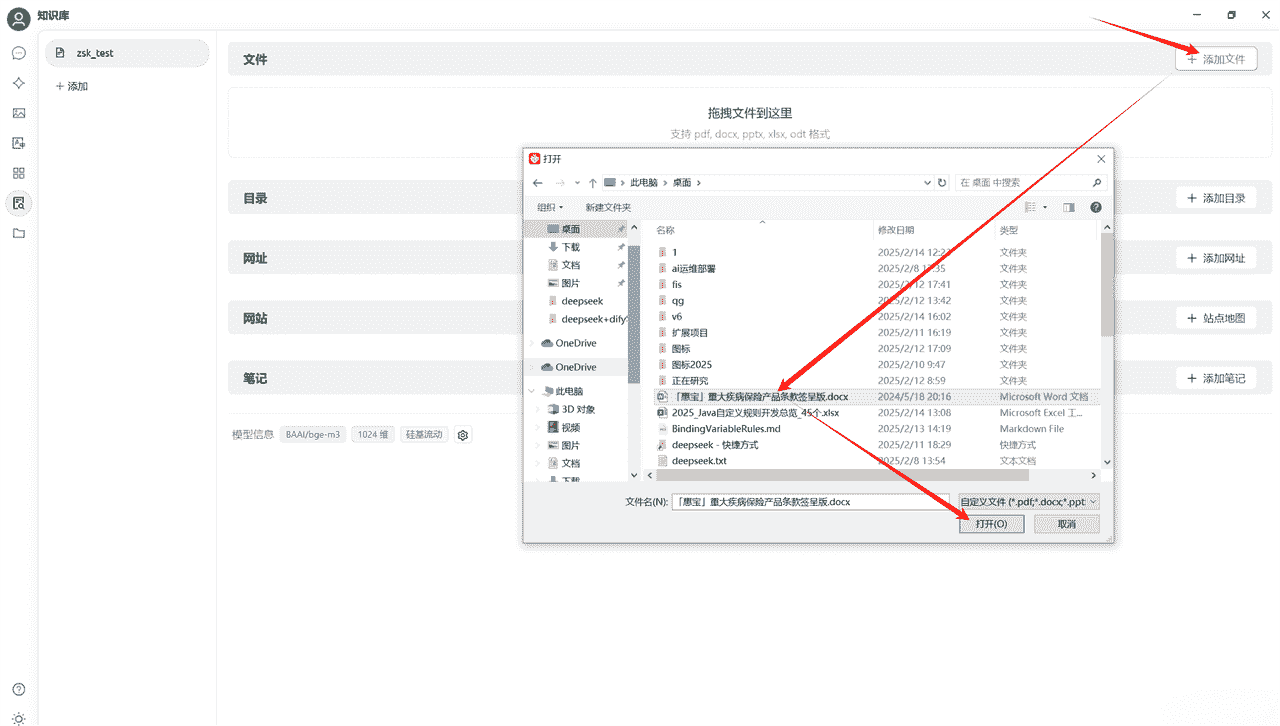 知识库
zsk_test
+ 添加
文件
+ 添加文件
拖拽文件到这里
支持 pdf, docx, pptx, xlsx, odt 格式
目录
+ 添加目录
网址
+ 添加网址
网站
+ 站点地图
笔记
+ 添加笔记
模型信息 BAAI/bge-m3 1024 维 硅基流动
打开
此电脑 > 桌面 >
在 桌面 中搜索
组织 新建文件夹
桌面
下载
文档
图片
deepseek
deepseek+dify
OneDrive
OneDrive
此电脑
3D 对象
视频
图片
文档
下载
名称 修改日期 类型
1 2025/2/14 文件夹
ai运维部署 2025/2/8 文件夹
fis 2025/2/12 17:41 文件夹
qg 2025/2/12 13:42 文件夹
v6 2025/2/14 16:02 文件夹
扩展项目 2025/2/11 16:19 文件夹
图标 2025/2/12 17:09 文件夹
图标2025 2025/2/10 9:47 文件夹
正在研究 2025/2/12 8:59 文件夹
「惠宝」重大疾病保险产品条款签呈版.docx 2024/5/18 20:16 Microsoft Word 文档
2025_Java自定义规则开发总览_45个.xlsx 2025/2/14 13:08 Microsoft Excel 工...
BindingVariableRules.md 2025/2/13 14:19 Markdown File
deepseek - 快捷方式 2025/2/11 18:29 快捷方式
deepseek.txt 2025/2/8 13:54 文本文档
文件名(N): 「惠宝」重大疾病保险产品条款签呈版.docx 自定义文件 (*.pdf;*.docx;*.ppt
打开(O) 取消